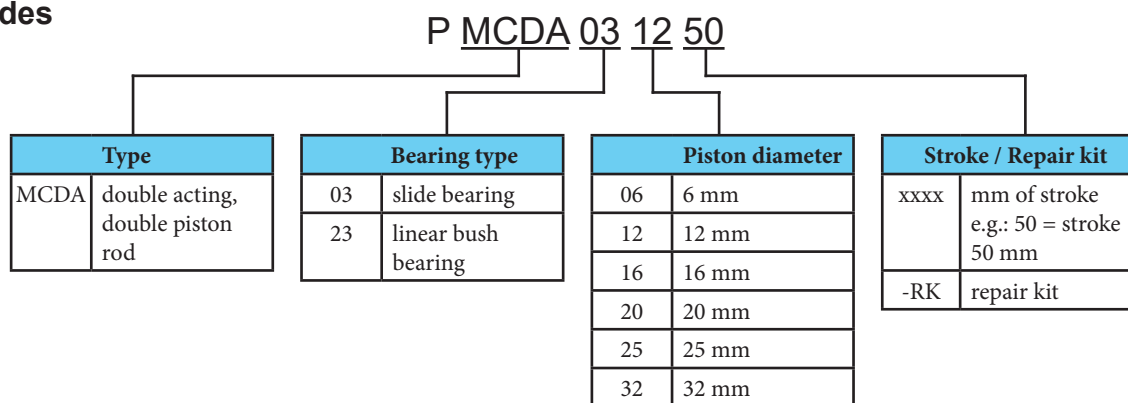 des
P MCDA 03 12 50
Type
MCDA double acting,
double piston
rod
Bearing type
03 slide bearing
23 linear bush
bearing
Piston diameter
06 6 mm
12 12 mm
16 16 mm
20 20 mm
25 25 mm
32 32 mm
Stroke / Repair kit
xxxx mm of stroke
e.g.: 50 = stroke
50 mm
-RK repair kit